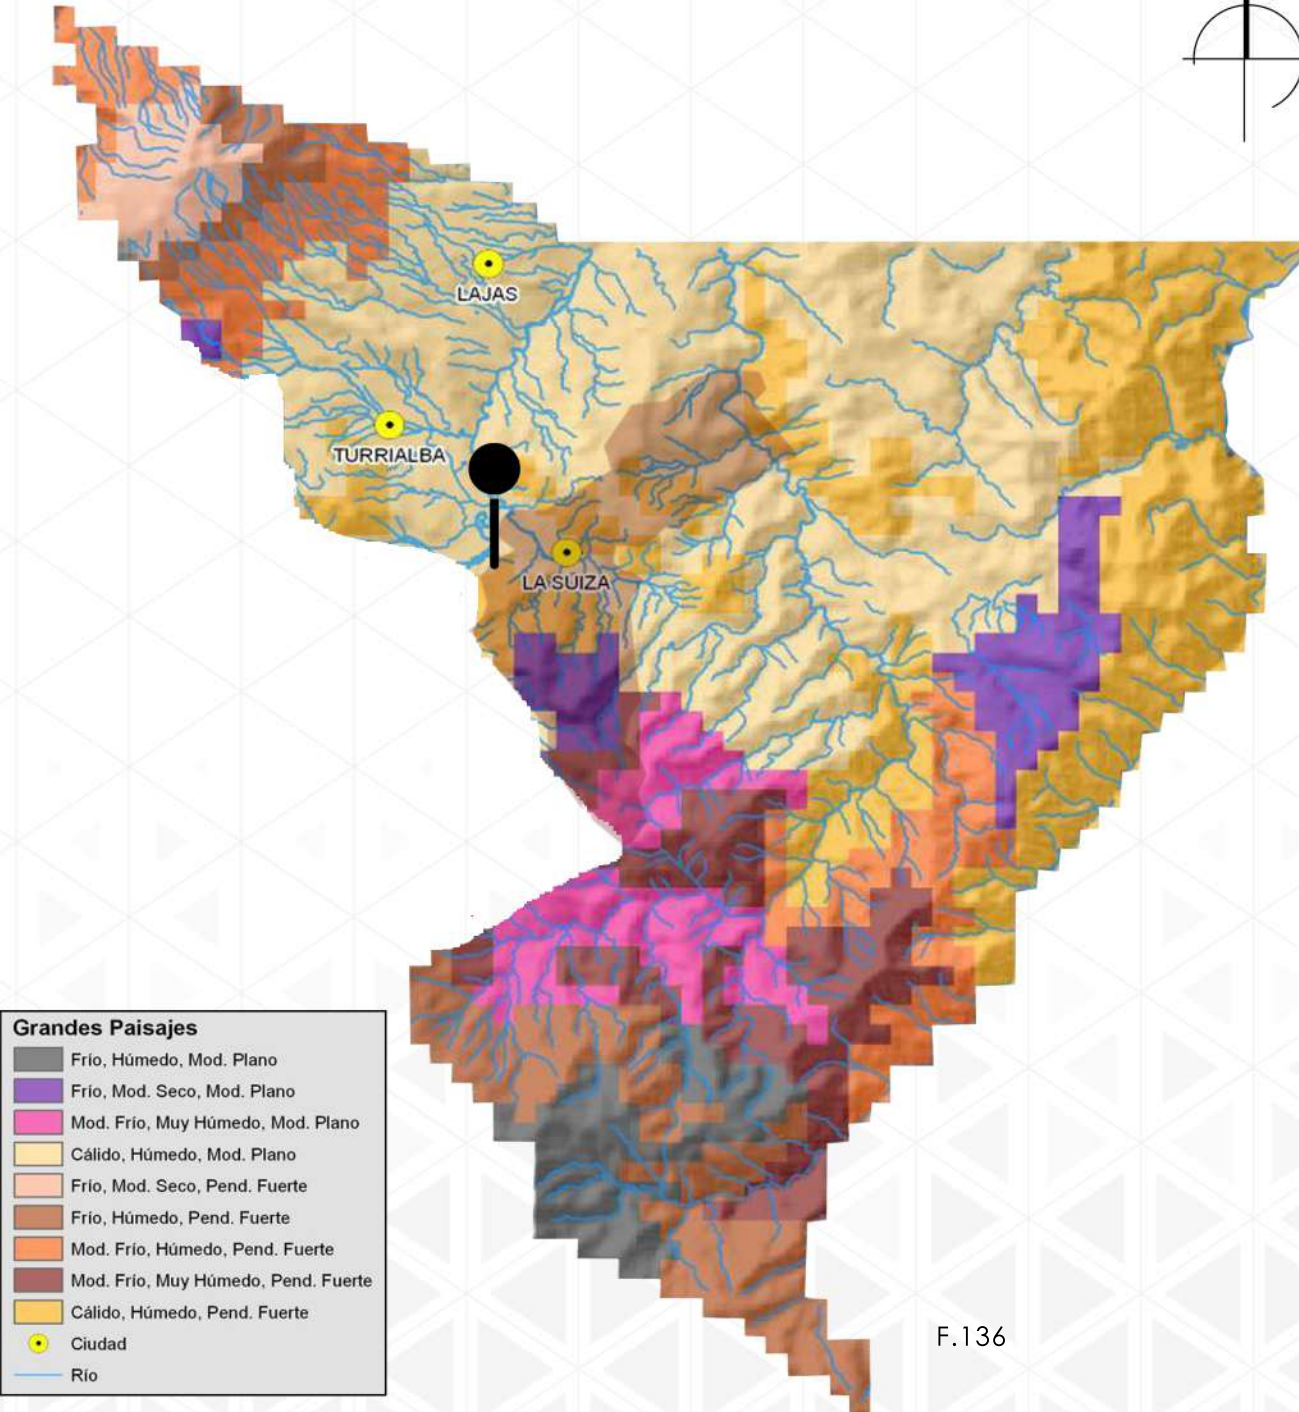 LAJAS
TURRIALBA
LA SÚIZA
Grandes Paisajes
Frío, Húmedo, Mod. Plano
Frío, Mod. Seco, Mod. Plano
Mod. Frío, Muy Húmedo, Mod. Plano
Cálido, Húmedo, Mod. Plano
Frío, Mod. Seco, Pend. Fuerte
Frío, Húmedo, Pend. Fuerte
Mod. Frío, Húmedo, Pend. Fuerte
Mod. Frío, Muy Húmedo, Pend. Fuerte
Cálido, Húmedo, Pend. Fuerte
Ciudad
Río
F.136